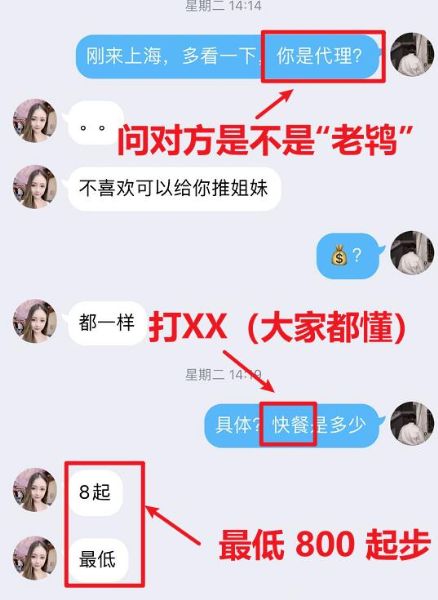 星期二 14:14
刚来上海，多看一下，你是代理？
。。
问对方是不是“老鸨”
不喜欢可以给你推姐妹
💰？
都一样
打XX（大家都懂）
星期二 14:19
具体？快餐是多少
8起
最低
最低 800 起步